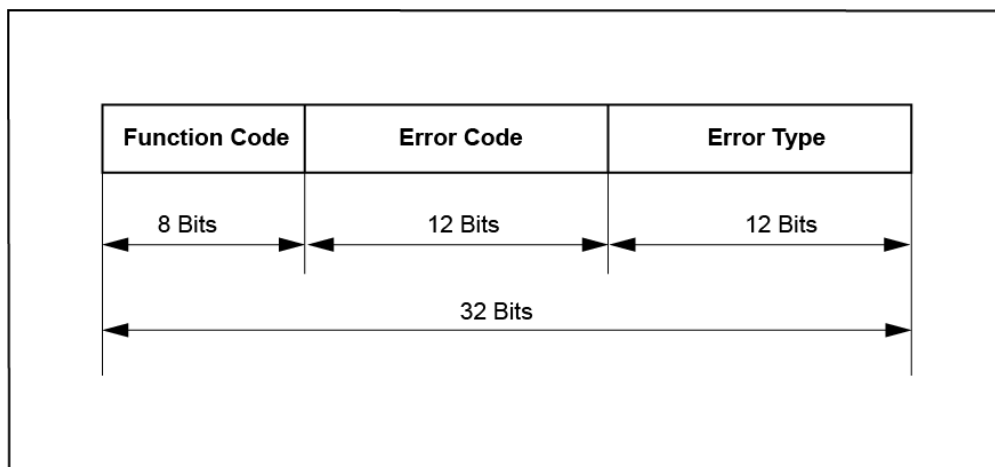 Function Code Error Code Error Type
8 Bits 12 Bits 12 Bits
32 Bits